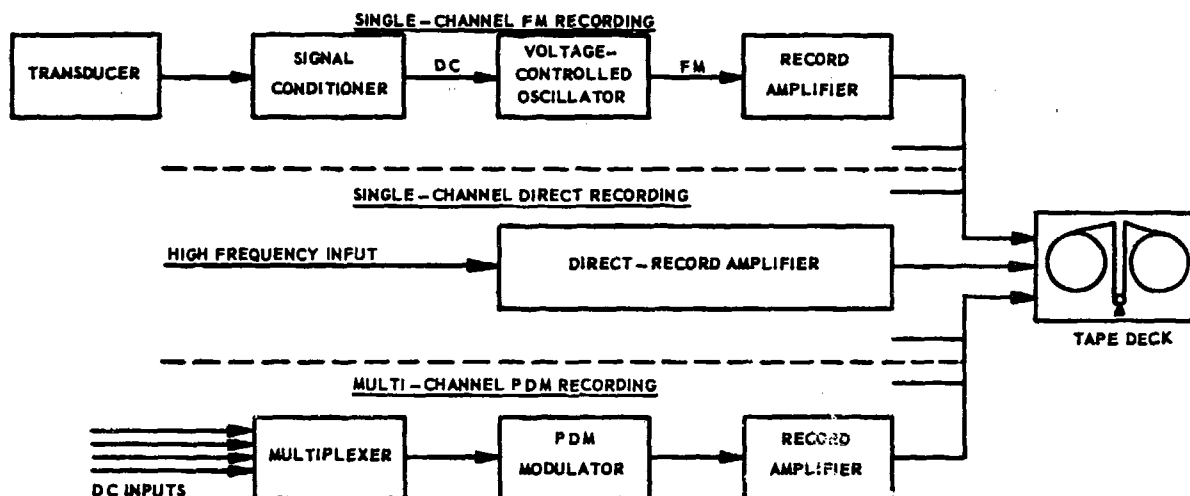 SINGLE-CHANNEL FM RECORDING
TRANSDUCER
SIGNAL
CONDITIONER
DC
VOLTAGE-
CONTROLLED
OSCILLATOR
FM
RECORD
AMPLIFIER
SINGLE-CHANNEL DIRECT RECORDING
HIGH FREQUENCY INPUT
DIRECT-RECORD AMPLIFIER
TAPE DECK
MULTI-CHANNEL PDM RECORDING
DC INPUTS
MULTIPLEXER
PDM
MODULATOR
RECORD
AMPLIFIER